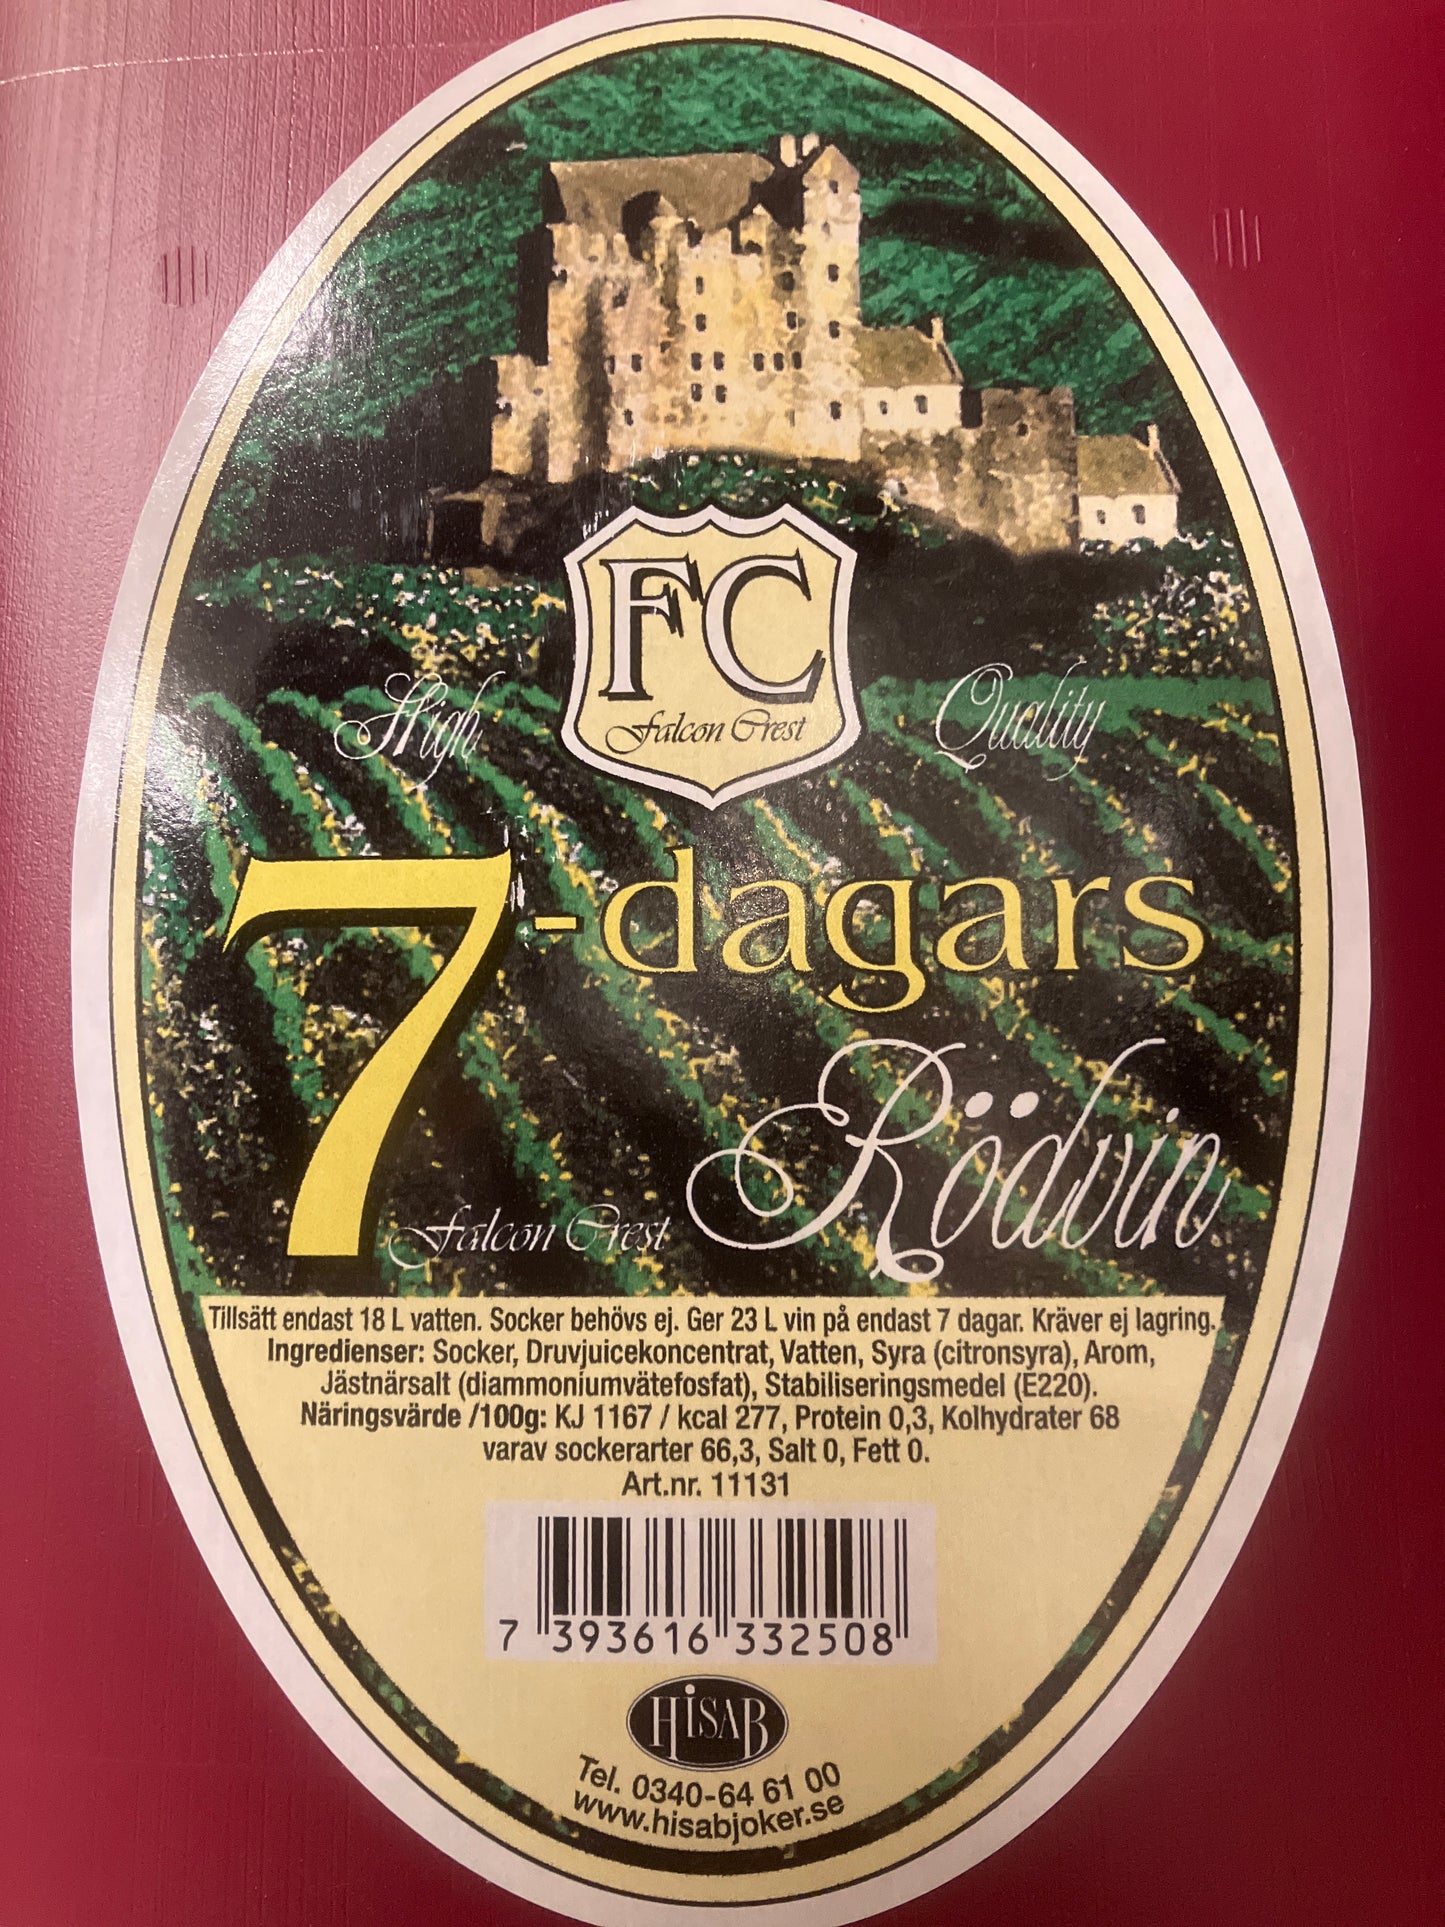 FC
Falcon Crest
High Quality
7-dagars
Rödvin
Falcon Crest
Tillsätt endast 18 L vatten. Socker behövs ej. Ger 23 L vin på endast 7 dagar. Kräver ej lagring.
Ingredienser: Socker, Druvjuicekoncentrat, Vatten, Syra (citronsyra), Arom,
Jästnärsalt (diammoniumvätefosfat), Stabiliseringsmedel (E220).
Näringsvärde /100g: KJ 1167 / kcal 277, Protein 0,3, Kolhydrater 68
varav sockerarter 66,3, Salt 0, Fett 0.
Art.nr. 11131
7 393616 332508
HISAB
Tel. 0340-64 61 00
www.hisabjoker.se